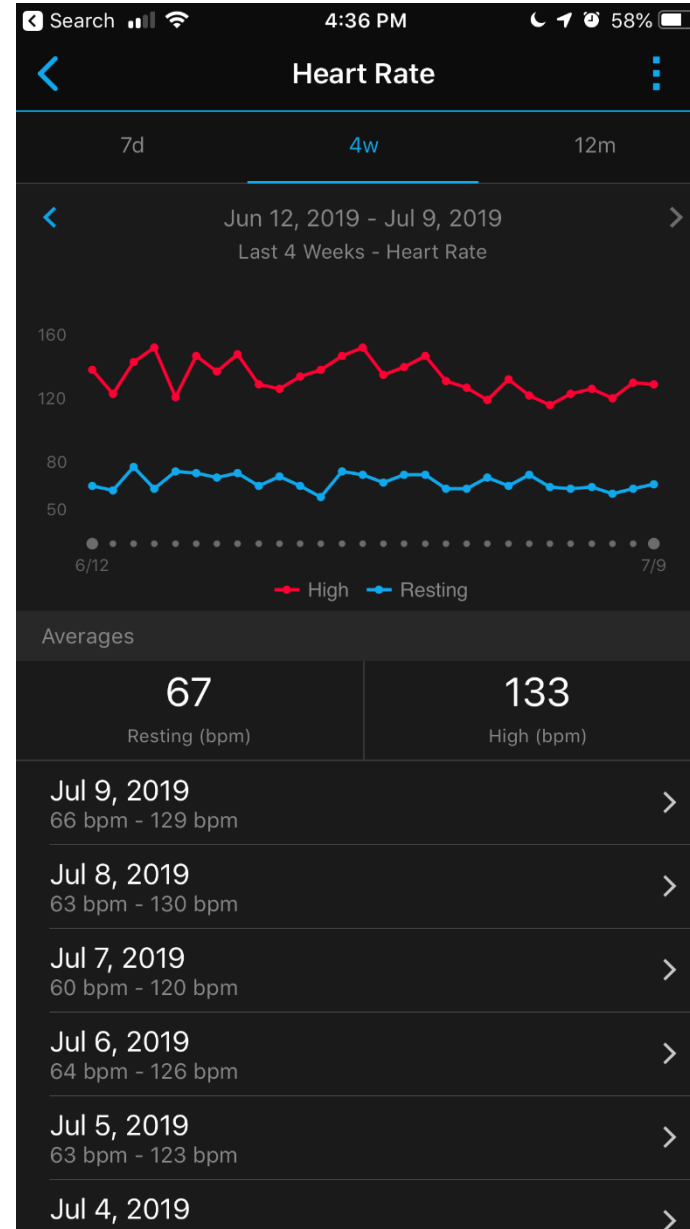 Search 4:36 PM 58%
Heart Rate
7d 4w 12m
Jun 12, 2019 - Jul 9, 2019
Last 4 Weeks - Heart Rate
160
120
80
50
6/12 7/9
High Resting
Averages
67 133
Resting (bpm) High (bpm)
Jul 9, 2019
66 bpm - 129 bpm
Jul 8, 2019
63 bpm - 130 bpm
Jul 7, 2019
60 bpm - 120 bpm
Jul 6, 2019
64 bpm - 126 bpm
Jul 5, 2019
63 bpm - 123 bpm
Jul 4, 2019